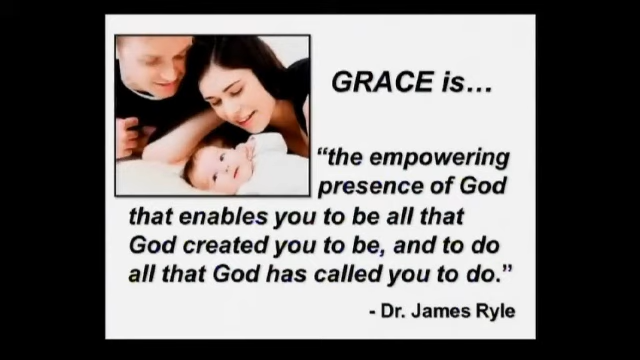 GRACE is...
“the empowering
presence of God
that enables you to be all that
God created you to be, and to do
all that God has called you to do.”
- Dr. James Ryle